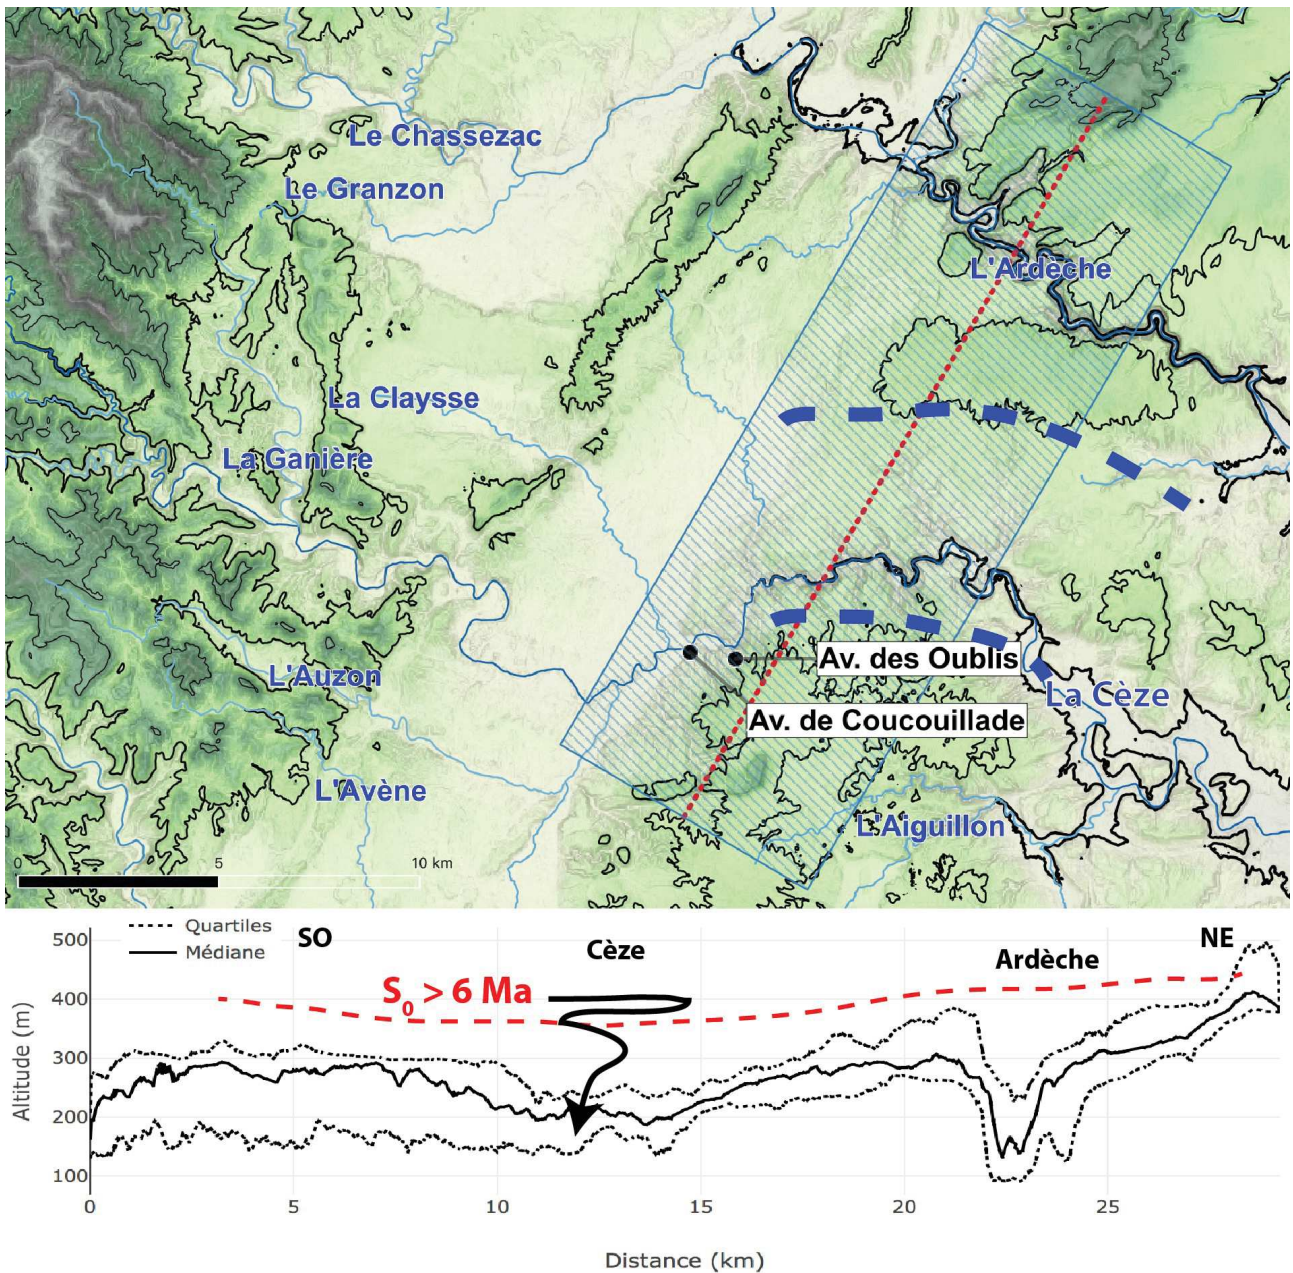 Le Chassezac
Le Granzon
L'Ardèche
La Claysse
La Ganière
Av. des Oublis
L'Auzon
La Cèze
Av. de Coucouillade
L'Avène
L'Aiguillon
0 5 10 km
Quartiles
Médiane
SO
Cèze
Ardèche
NE
S0 > 6 Ma
Altitude (m)
500
400
300
200
100
0 5 10 15 20 25
Distance (km)